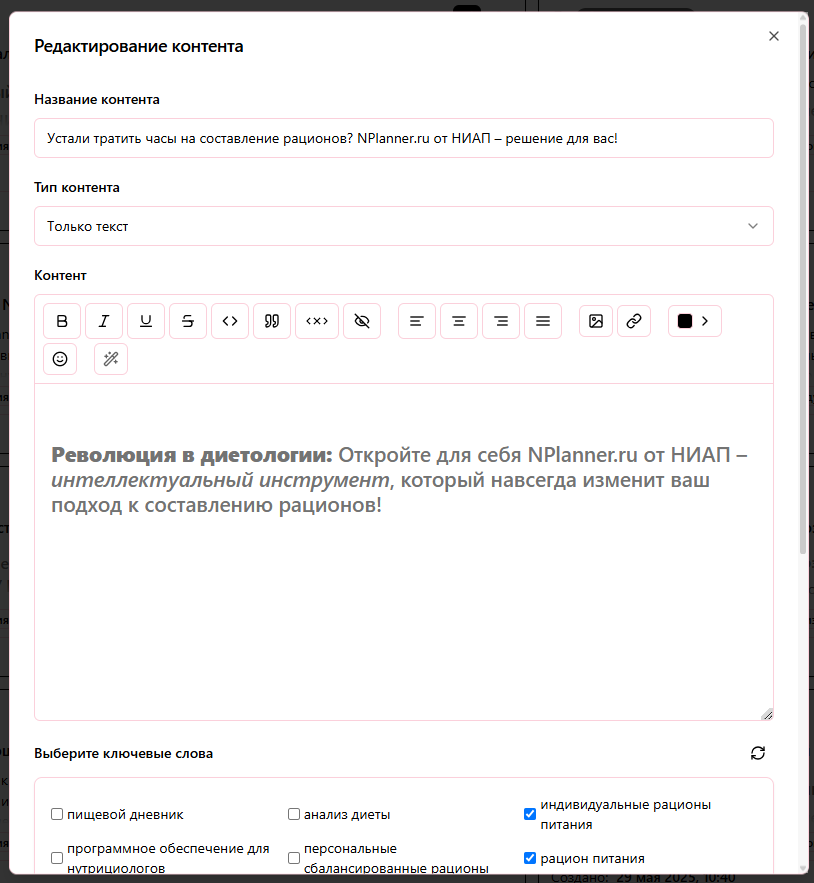 Редактирование контента
Название контента
Устали тратить часы на составление рационов? NPlanner.ru от НИАП – решение для вас!
Тип контента
Только текст
Контент
Революция в диетологии: Откройте для себя NPlanner.ru от НИАП –
интеллектуальный инструмент, который навсегда изменит ваш
подход к составлению рационов!
Выберите ключевые слова
пищевой дневник
анализ диеты
индивидуальные рационы
питания
программное обеспечение для
нутрициологов
персональные
сбалансированные рационы
рацион питания
Создано: 29 мая 2025, 10:40